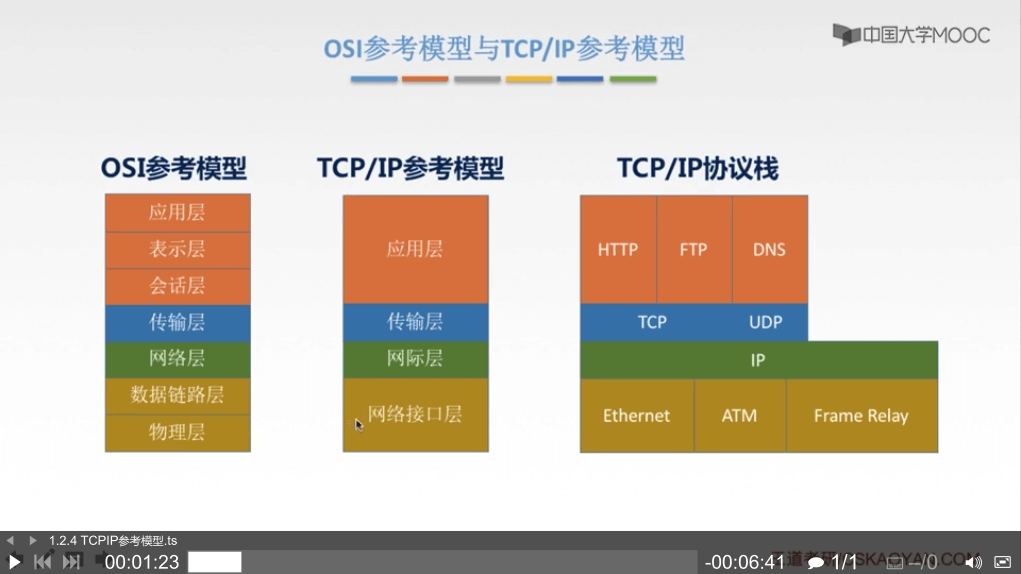 OSI参考模型与TCP/IP参考模型
中国大学MOOC
OSI参考模型
TCP/IP参考模型
TCP/IP协议栈
应用层
表示层
会话层
传输层
网络层
数据链路层
物理层
应用层
传输层
网际层
网络接口层
HTTP FTP DNS
TCP UDP
IP
Ethernet ATM Frame Relay
1.2.4 TCPIP参考模型.ts
00:01:23
-00:06:41
1/1
--/0